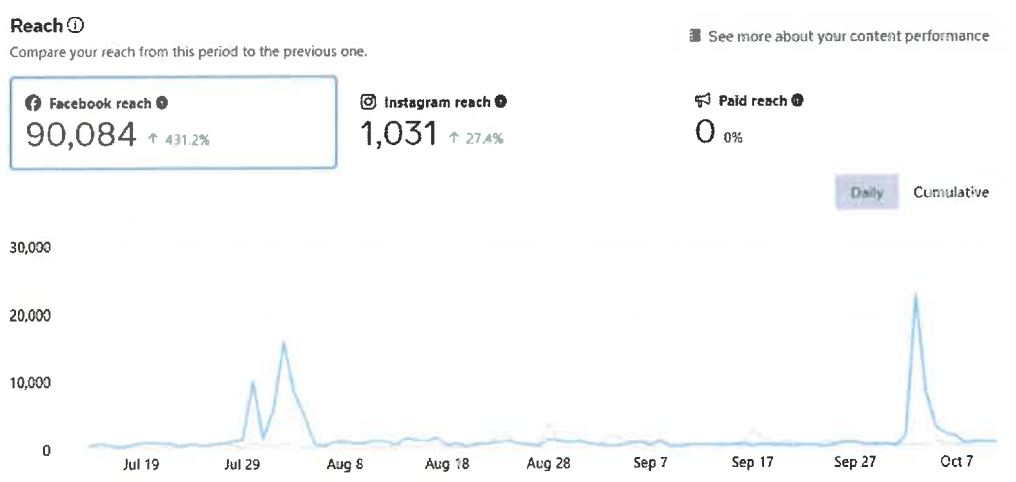 Reach
Compare your reach from this period to the previous one.
See more about your content performance
Facebook reach
90,084 ↑ 431.2%
Instagram reach
1,031 ↑ 27.4%
Paid reach
0 0%
Daily Cumulative
30,000
20,000
10,000
0
Jul 19 Jul 29 Aug 8 Aug 18 Aug 28 Sep 7 Sep 17 Sep 27 Oct 7